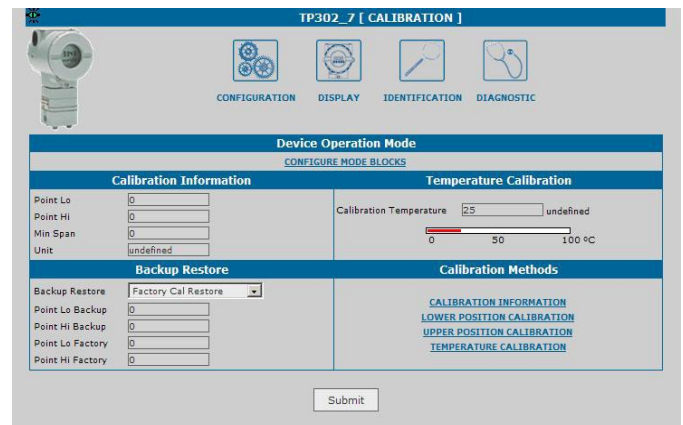 TP302_7 [ CALIBRATION ]
CONFIGURATION DISPLAY IDENTIFICATION DIAGNOSTIC
Device Operation Mode
CONFIGURE MODE BLOCKS
Calibration Information
Point Lo 0
Point Hi 0
Min Span 0
Unit undefined
Temperature Calibration
Calibration Temperature 25 undefined
0 50 100 ºC
Backup Restore
Backup Restore Factory Cal Restore
Point Lo Backup 0
Point Hi Backup 0
Point Lo Factory 0
Point Hi Factory 0
Calibration Methods
CALIBRATION INFORMATION
LOWER POSITION CALIBRATION
UPPER POSITION CALIBRATION
TEMPERATURE CALIBRATION
Submit